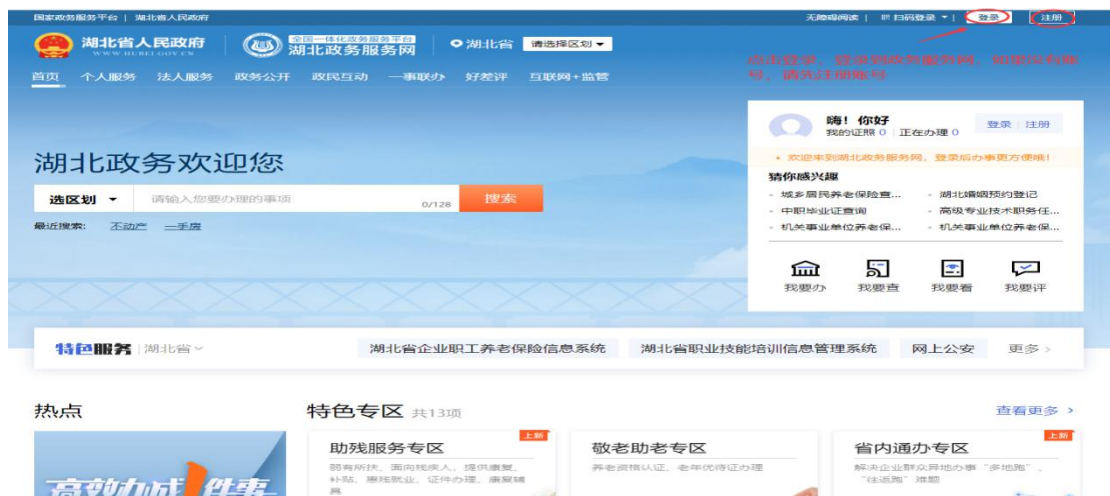 国家政务服务平台 | 湖北省人民政府
无障碍阅读 | 扫码登录 | 登录 注册
湖北省人民政府
WWW.HUBEI.GOV.CN
全国一体化政务服务平台
湖北政务服务网
湖北省 请选择区划
首页 个人服务 法人服务 政务公开 政民互动 一事联办 好差评 互联网+监管
点击登录,登录到政务服务网,如果没有账
号,请先注册账号
嗨!你好
我的证照 0 | 正在办理 0
登录 | 注册
欢迎来到湖北政务服务网,登录后办事更方便哦!
湖北政务欢迎您
选区划 请输入您要办理的事项 0/128 搜索
最近搜索: 不动产 一手房
猜你感兴趣
城乡居民养老保险查... 湖北婚姻预约登记
中职毕业证查询 高级专业技术职务任...
机关事业单位养老保... 机关事业单位养老保...
我要办 我要查 我要看 我要评
特色服务 湖北省 湖北省企业职工养老保险信息系统 湖北省职业技能培训信息管理系统 网上公安 更多 ›
热点
特色专区 共13项 查看更多 ›
高效办成一件事
助残服务专区 上新
弱有所扶,面向残疾人,提供康复、
补贴、惠残就业、证件办理、康复辅
具
敬老助老专区
养老资格认证、老年优待证办理
省内通办专区 上新
解决企业群众异地办事“多地跑”、
“往返跑”难题